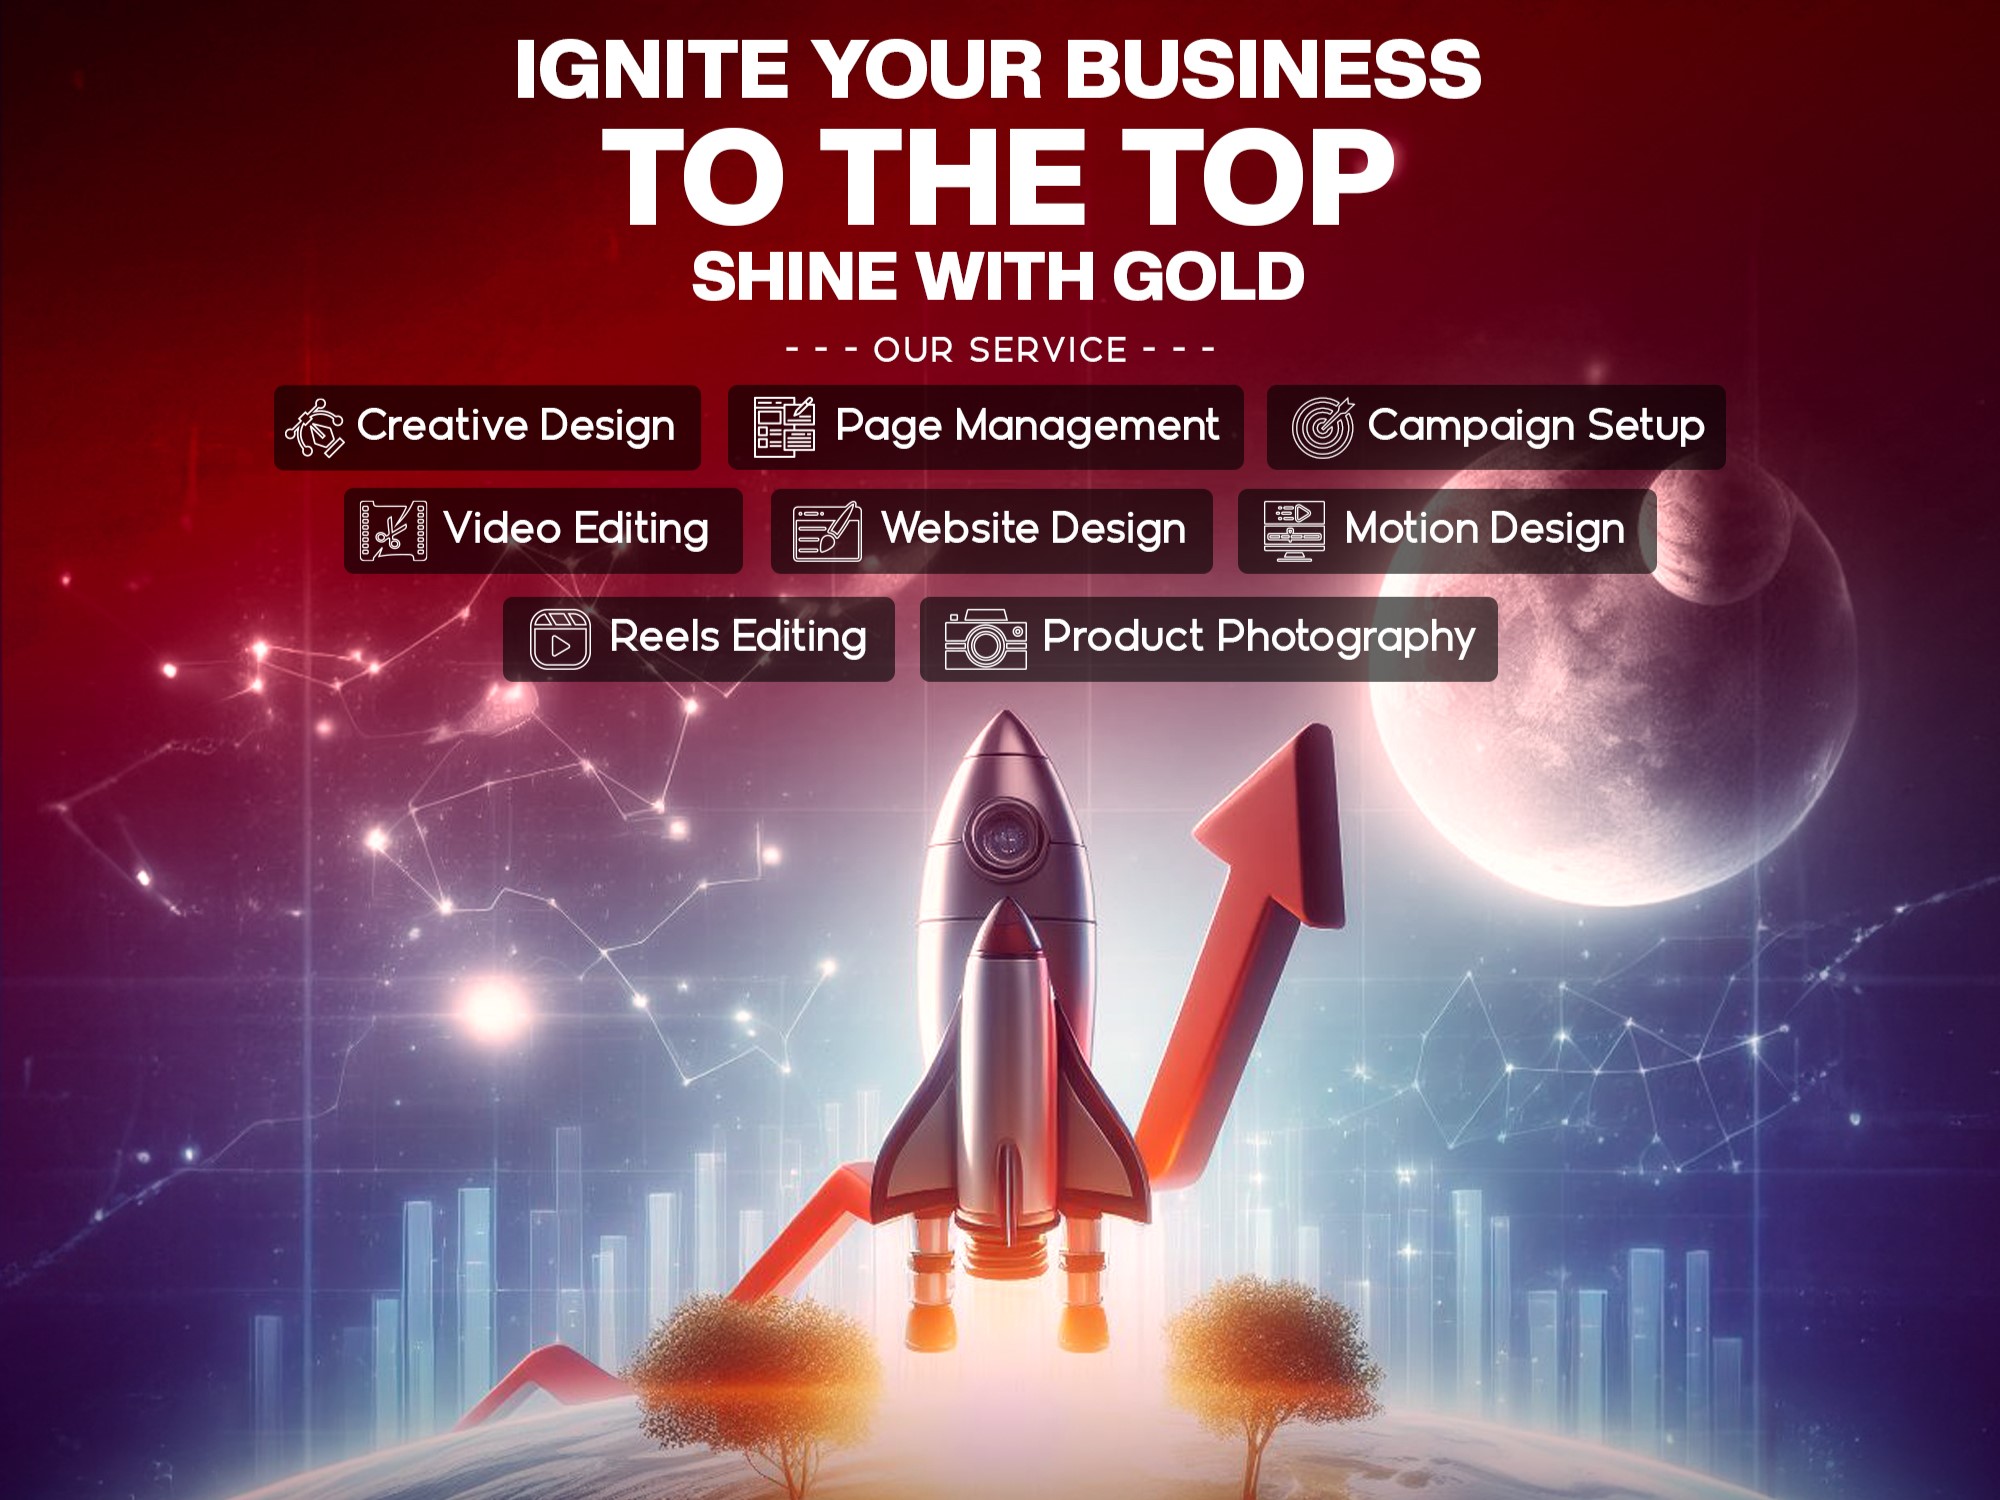 IGNITE YOUR BUSINESS
TO THE TOP
SHINE WITH GOLD
- - - OUR SERVICE - - -
Creative Design Page Management Campaign Setup
Video Editing Website Design Motion Design
Reels Editing Product Photography